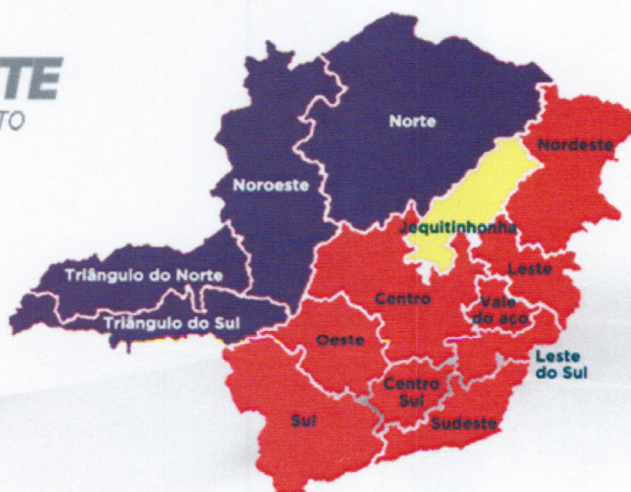 TE
TO
Norte
Nordeste
Noroeste
Jequitinhonha
Triângulo do Norte
Leste
Centro
Vale
do aço
Triângulo do Sul
Oeste
Leste
do Sul
Centro
Sul
Sul
Sudeste